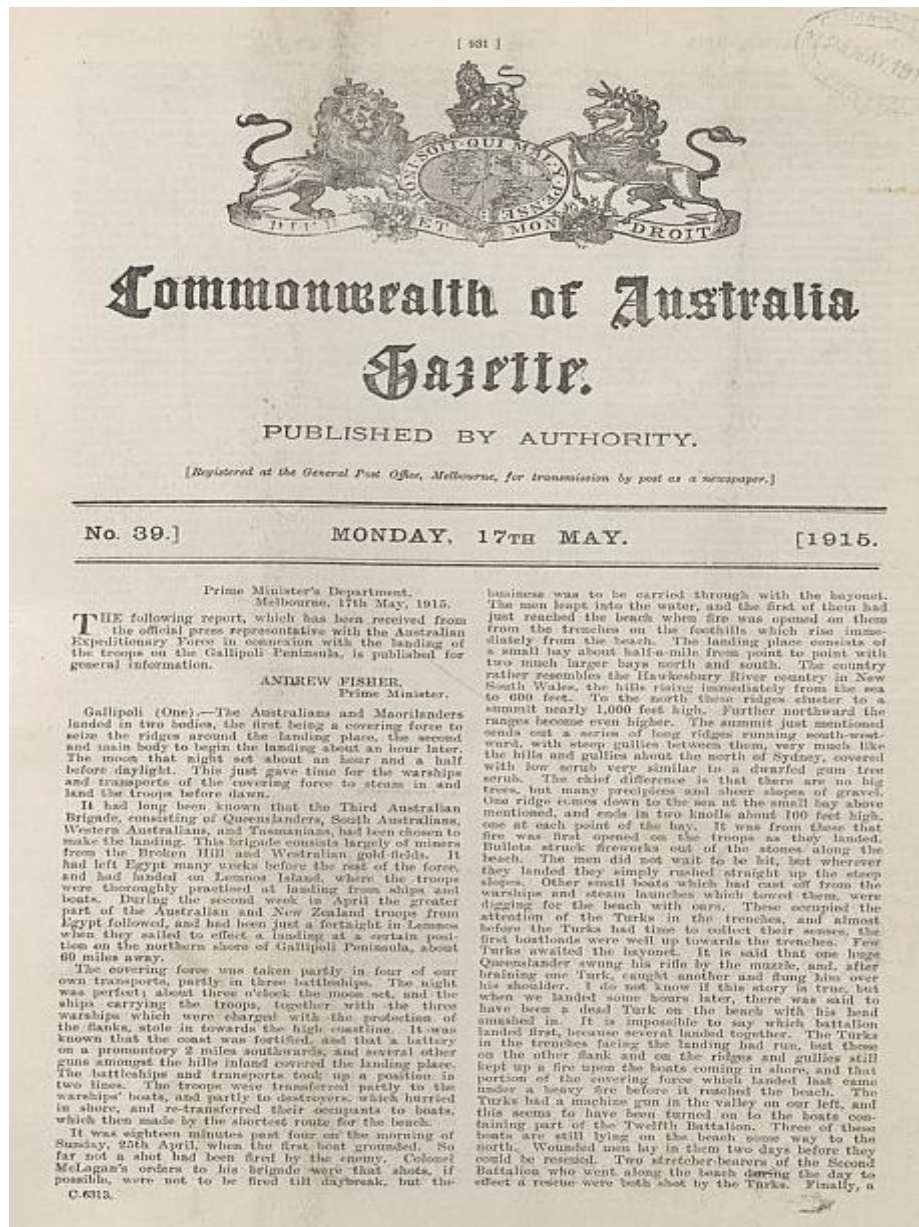 [ 931 ]
HONI·SOIT·QUI·MAL·Y·PENSE
DIEU ET MON DROIT
Commonwealth of Australia
Gazette.
PUBLISHED BY AUTHORITY.
[Registered at the General Post Office, Melbourne, for transmission by post as a newspaper.]
No. 39.] MONDAY, 17TH MAY. [1915.
Prime Minister's Department,
Melbourne, 17th May, 1915.
THE following report, which has been received from
the official press representative with the Australian
Expeditionary Force in connexion with the landing of
the troops on the Gallipoli Peninsula, is published for
general information.
ANDREW FISHER,
Prime Minister.
Gallipoli (One).—The Australians and Maorilanders
landed in two bodies, the first being a covering force to
seize the ridges around the landing place, the second
and main body to begin the landing about an hour later.
The moon that night set about an hour and a half
before daylight. This just gave time for the warships
and transports of the covering force to steam in and
land the troops before dawn.
It had long been known that the Third Australian
Brigade, consisting of Queenslanders, South Australians,
Western Australians, and Tasmanians, had been chosen to
make the landing. This brigade consists largely of miners
from the Broken Hill and Westralian gold-fields. It
had left Egypt many weeks before the rest of the force,
and had landed on Lemnos Island, where the troops
were thoroughly practised at landing from ships and
boats. During the second week in April the greater
part of the Australian and New Zealand troops from
Egypt followed, and had been just a fortnight in Lemnos
when they sailed to effect a landing at a certain posi-
tion on the northern shore of Gallipoli Peninsula, about
60 miles away.
The covering force was taken partly in four of our
own transports, partly in three battleships. The night
was perfect; about three o'clock the moon set, and the
ships carrying the troops, together with the three
warships which were charged with the protection of
the flanks, stole in towards the high coastline. It was
known that the coast was fortified, and that a battery
on a promontory 2 miles southwards, and several other
guns amongst the hills inland covered the landing place.
The battleships and transports took up a position in
two lines. The troops were transferred partly to the
warships' boats, and partly to destroyers, which hurried
in shore, and re-transferred their occupants to boats,
which then made by the shortest route for the beach.
It was eighteen minutes past four on the morning of
Sunday, 25th April, when the first boat grounded. So
far not a shot had been fired by the enemy. Colonel
McLagan's orders to his brigade were that shots, if
possible, were not to be fired till daybreak, but the
C.6313.
business was to be carried through with the bayonet.
The men leapt into the water, and the first of them had
just reached the beach when fire was opened on them
from the trenches on the foothills which rise imme-
diately from the beach. The landing place consists of
a small bay about half-a-mile from point to point with
two much larger bays north and south. The country
rather resembles the Hawkesbury River country in New
South Wales, the hills rising immediately from the sea
to 600 feet. To the north these ridges cluster to a
summit nearly 1,000 feet high. Further northward the
ranges become even higher. The summit just mentioned
sends out a series of long ridges running south-west-
ward, with steep gullies between them, very much like
the hills and gullies about the north of Sydney, covered
with low scrub very similar to a dwarfed gum tree
scrub. The chief difference is that there are no big
trees, but many precipices and sheer slopes of gravel.
One ridge comes down to the sea at the small bay above
mentioned, and ends in two knolls about 100 feet high,
one at each point of the bay. It was from these that
fire was first opened on the troops as they landed.
Bullets struck fireworks out of the stones along the
beach. The men did not wait to be hit, but wherever
they landed they simply rushed straight up the steep
slopes. Other small boats which had cast off from the
warships and steam launches which towed them, were
digging for the beach with oars. These occupied the
attention of the Turks in the trenches, and almost
before the Turks had time to collect their senses, the
first boatloads were well up towards the trenches. Few
Turks awaited the bayonet. It is said that one huge
Queenslander swung his rifle by the muzzle, and, after
braining one Turk, caught another and flung him over
his shoulder. I do not know if this story is true, but
when we landed some hours later, there was said to
have been a dead Turk on the beach with his head
smashed in. It is impossible to say which battalion
landed first, because several landed together. The Turks
in the trenches facing the landing had run, but those
on the other flank and on the ridges and gullies still
kept up a fire upon the boats coming in shore, and that
portion of the covering force which landed last came
under a heavy fire before it reached the beach. The
Turks had a machine gun in the valley on our left, and
this seems to have been turned on to the boats con-
taining part of the Twelfth Battalion. Three of these
boats are still lying on the beach some way to the
north. Wounded men lay in them two days before they
could be rescued. Two stretcher-bearers of the Second
Battalion who went along the beach during the day to
effect a rescue were both shot by the Turks. Finally, a